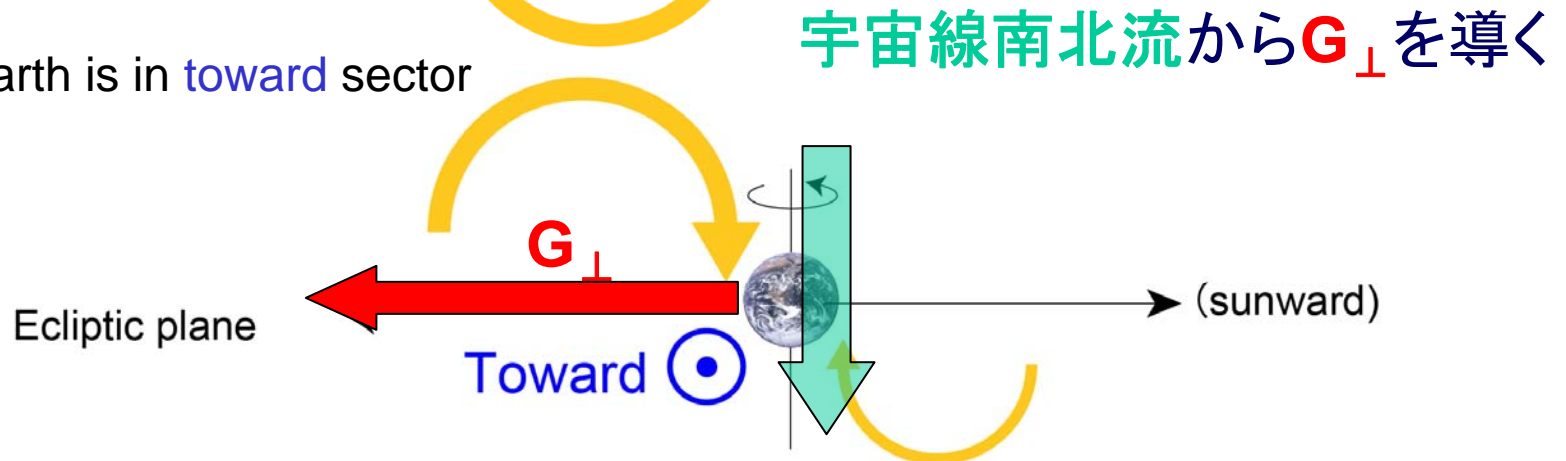 宇宙線南北流からG⊥を導く
arth is in toward sector
G⊥
(sunward)
Ecliptic plane
Toward